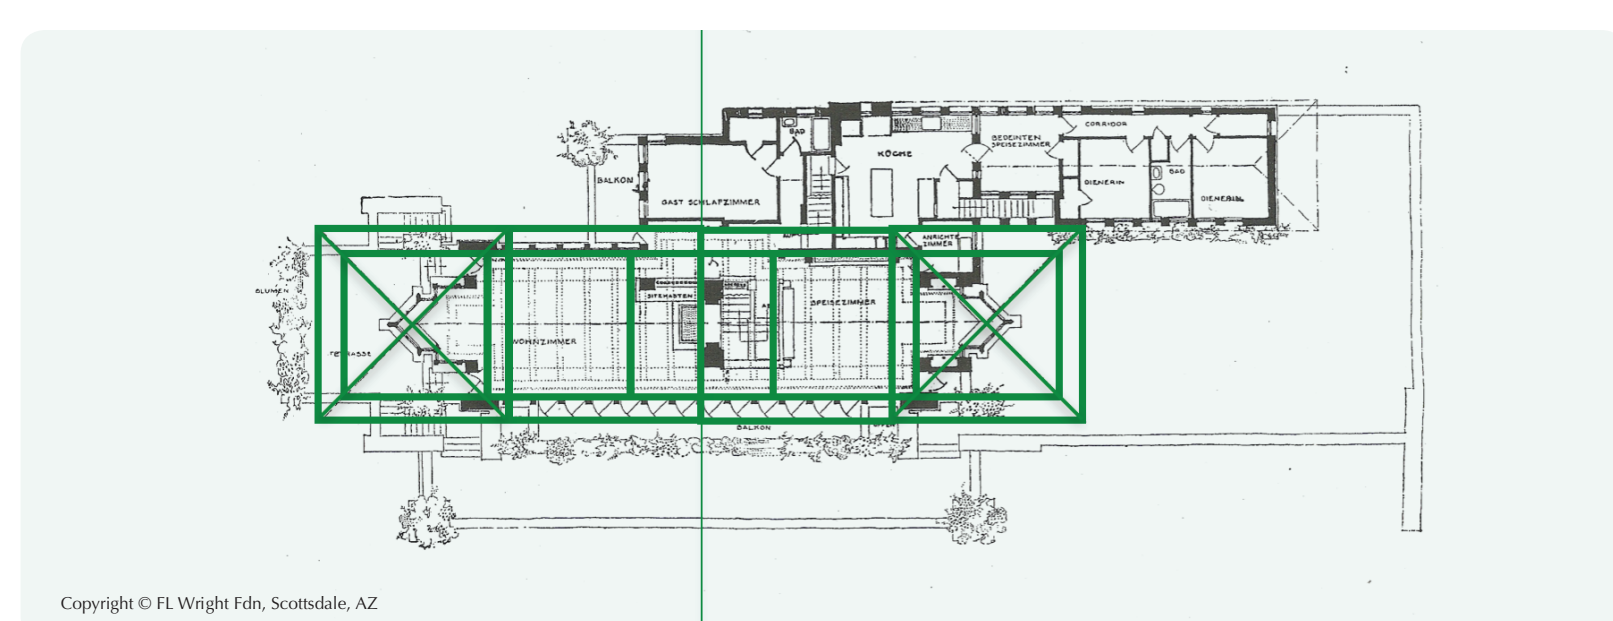 BAD
CORRIDOR
BEDEINTEN
SPEISEZIMMER
KÜCHE
BALKON
BAD
DIENERIN
GAST SCHLAFZIMMER
DIENERIN
ANRICHTE
ZIMMER
BLUMEN
SITZKASTEN
SPEISEZIMMER
WOHNZIMMER
TERRASSE
BALKON
Copyright © FL Wright Fdn, Scottsdale, AZ